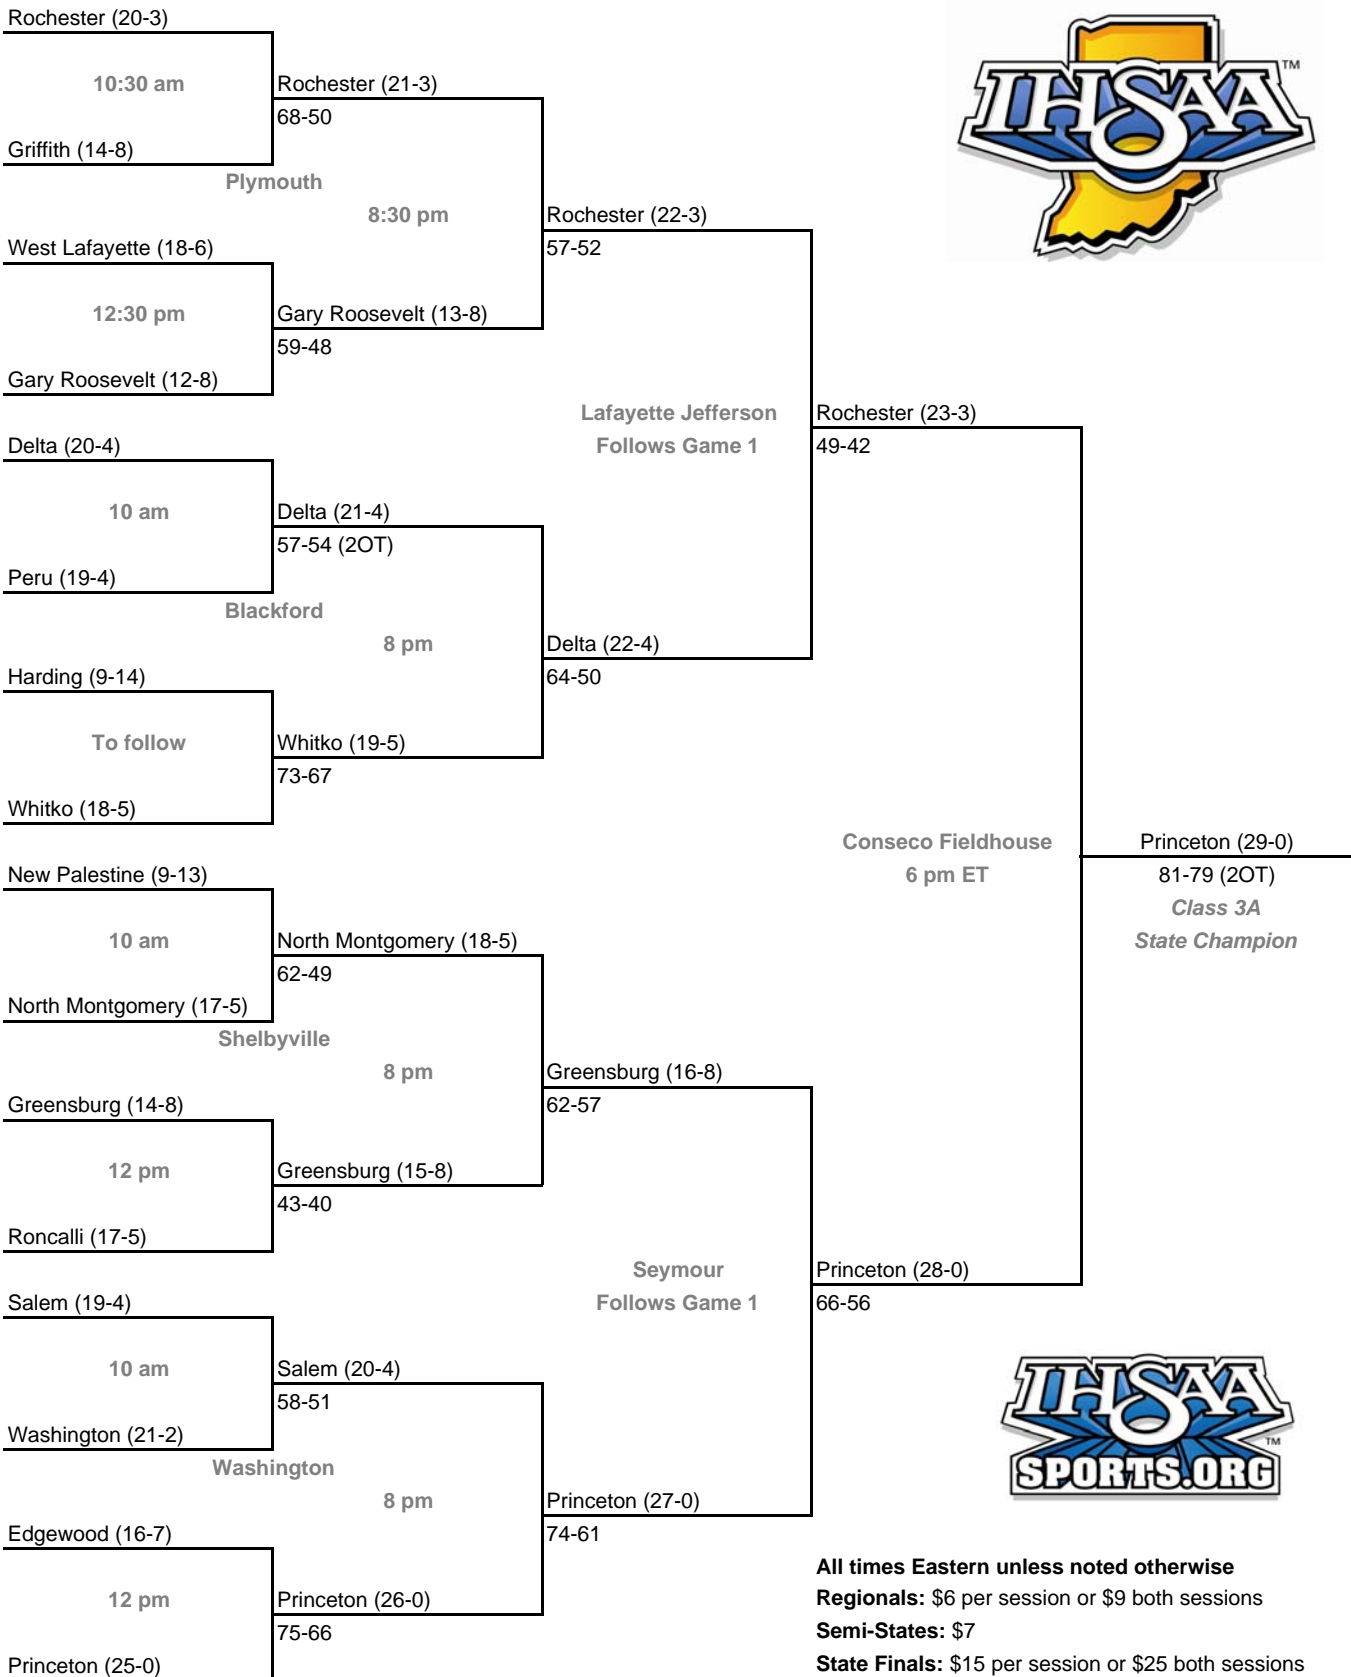 Rochester (20-3)
10:30 am
Rochester (21-3)
68-50
Griffith (14-8)
Plymouth
8:30 pm
Rochester (22-3)
57-52
West Lafayette (18-6)
12:30 pm
Gary Roosevelt (13-8)
59-48
Gary Roosevelt (12-8)
Lafayette Jefferson
Follows Game 1
Rochester (23-3)
49-42
Delta (20-4)
10 am
Delta (21-4)
57-54 (2OT)
Peru (19-4)
Blackford
8 pm
Delta (22-4)
64-50
Harding (9-14)
To follow
Whitko (19-5)
73-67
Whitko (18-5)
Conseco Fieldhouse
6 pm ET
Princeton (29-0)
81-79 (2OT)
Class 3A
State Champion
New Palestine (9-13)
10 am
North Montgomery (18-5)
62-49
North Montgomery (17-5)
Shelbyville
8 pm
Greensburg (16-8)
62-57
Greensburg (14-8)
12 pm
Greensburg (15-8)
43-40
Roncalli (17-5)
Seymour
Follows Game 1
Princeton (28-0)
66-56
Salem (19-4)
10 am
Salem (20-4)
58-51
Washington (21-2)
Washington
8 pm
Princeton (27-0)
74-61
Edgewood (16-7)
12 pm
Princeton (26-0)
75-66
Princeton (25-0)
IHSAA TM
IHSAA TM
SPORTS.ORG
All times Eastern unless noted otherwise
Regionals: $6 per session or $9 both sessions
Semi-States: $7
State Finals: $15 per session or $25 both sessions